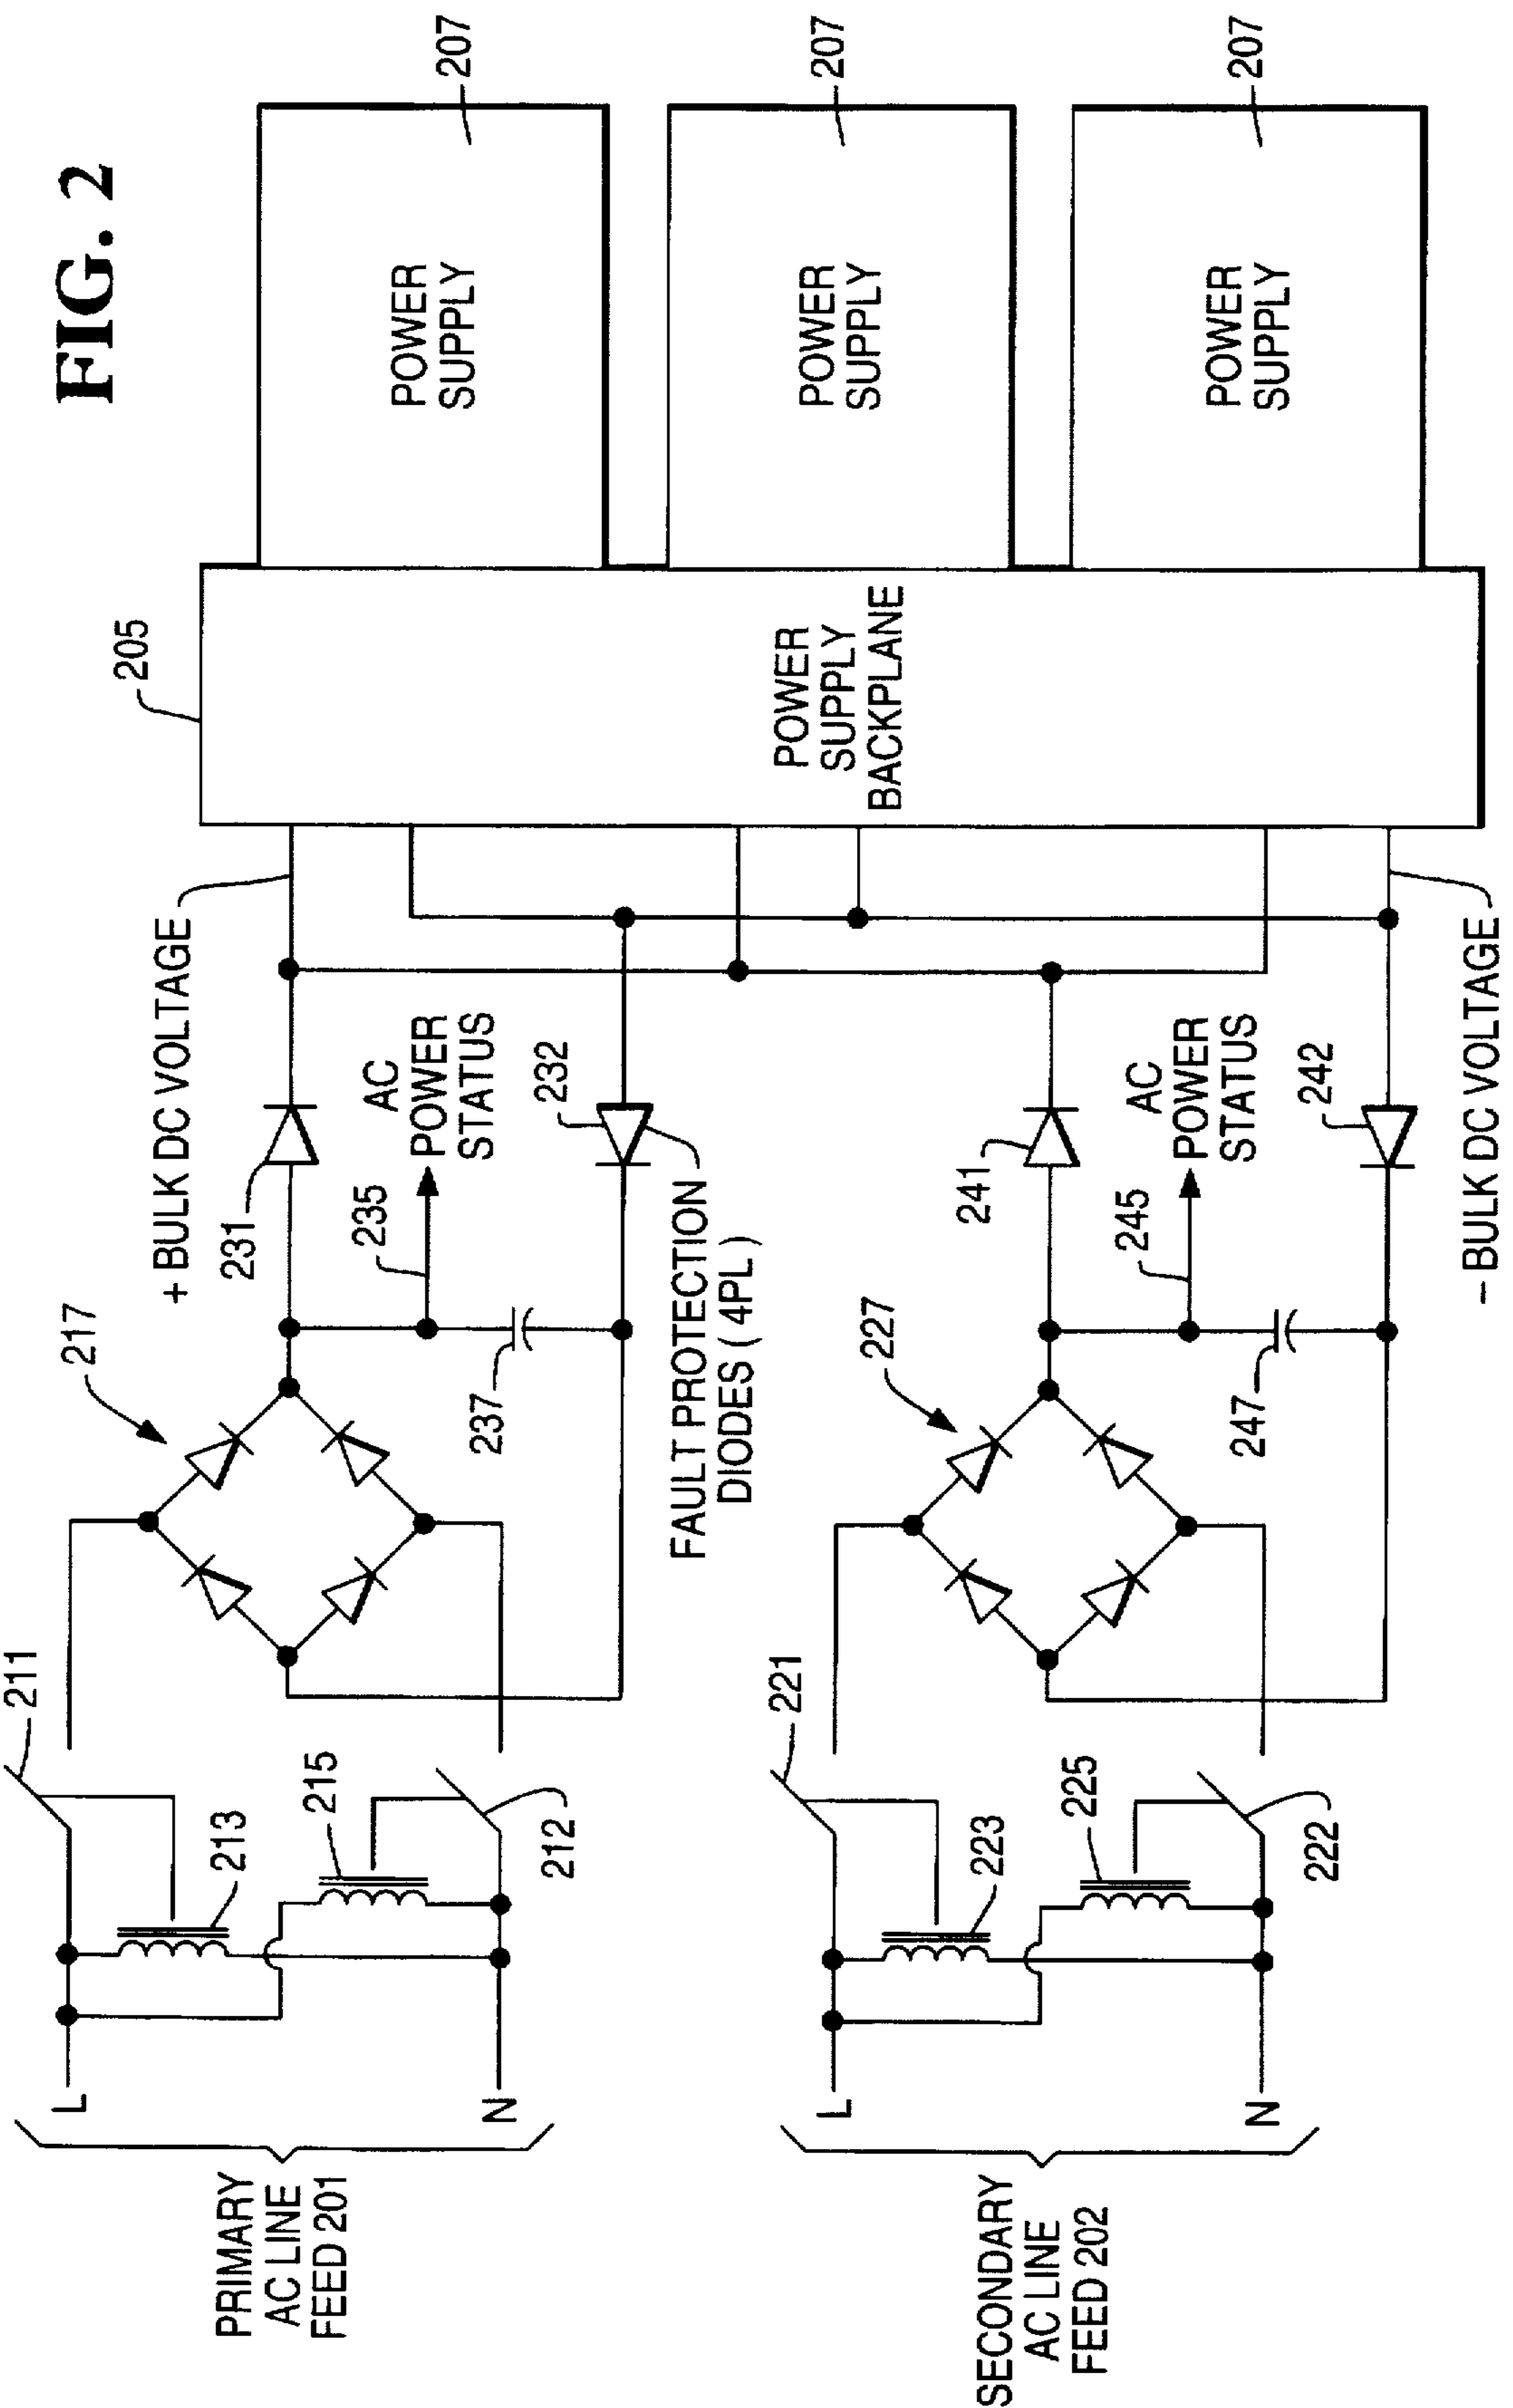 FIG. 2
PRIMARY
AC LINE
FEED 201
L
N
211
213
215
212
217
+ BULK DC VOLTAGE
231
235
AC
POWER
STATUS
237
232
FAULT PROTECTION
DIODES ( 4PL)
205
POWER
SUPPLY
BACKPLANE
POWER
SUPPLY
207
POWER
SUPPLY
207
POWER
SUPPLY
207
SECONDARY
AC LINE
FEED 202
L
N
221
223
225
222
227
241
245
AC
POWER
STATUS
247
242
– BULK DC VOLTAGE